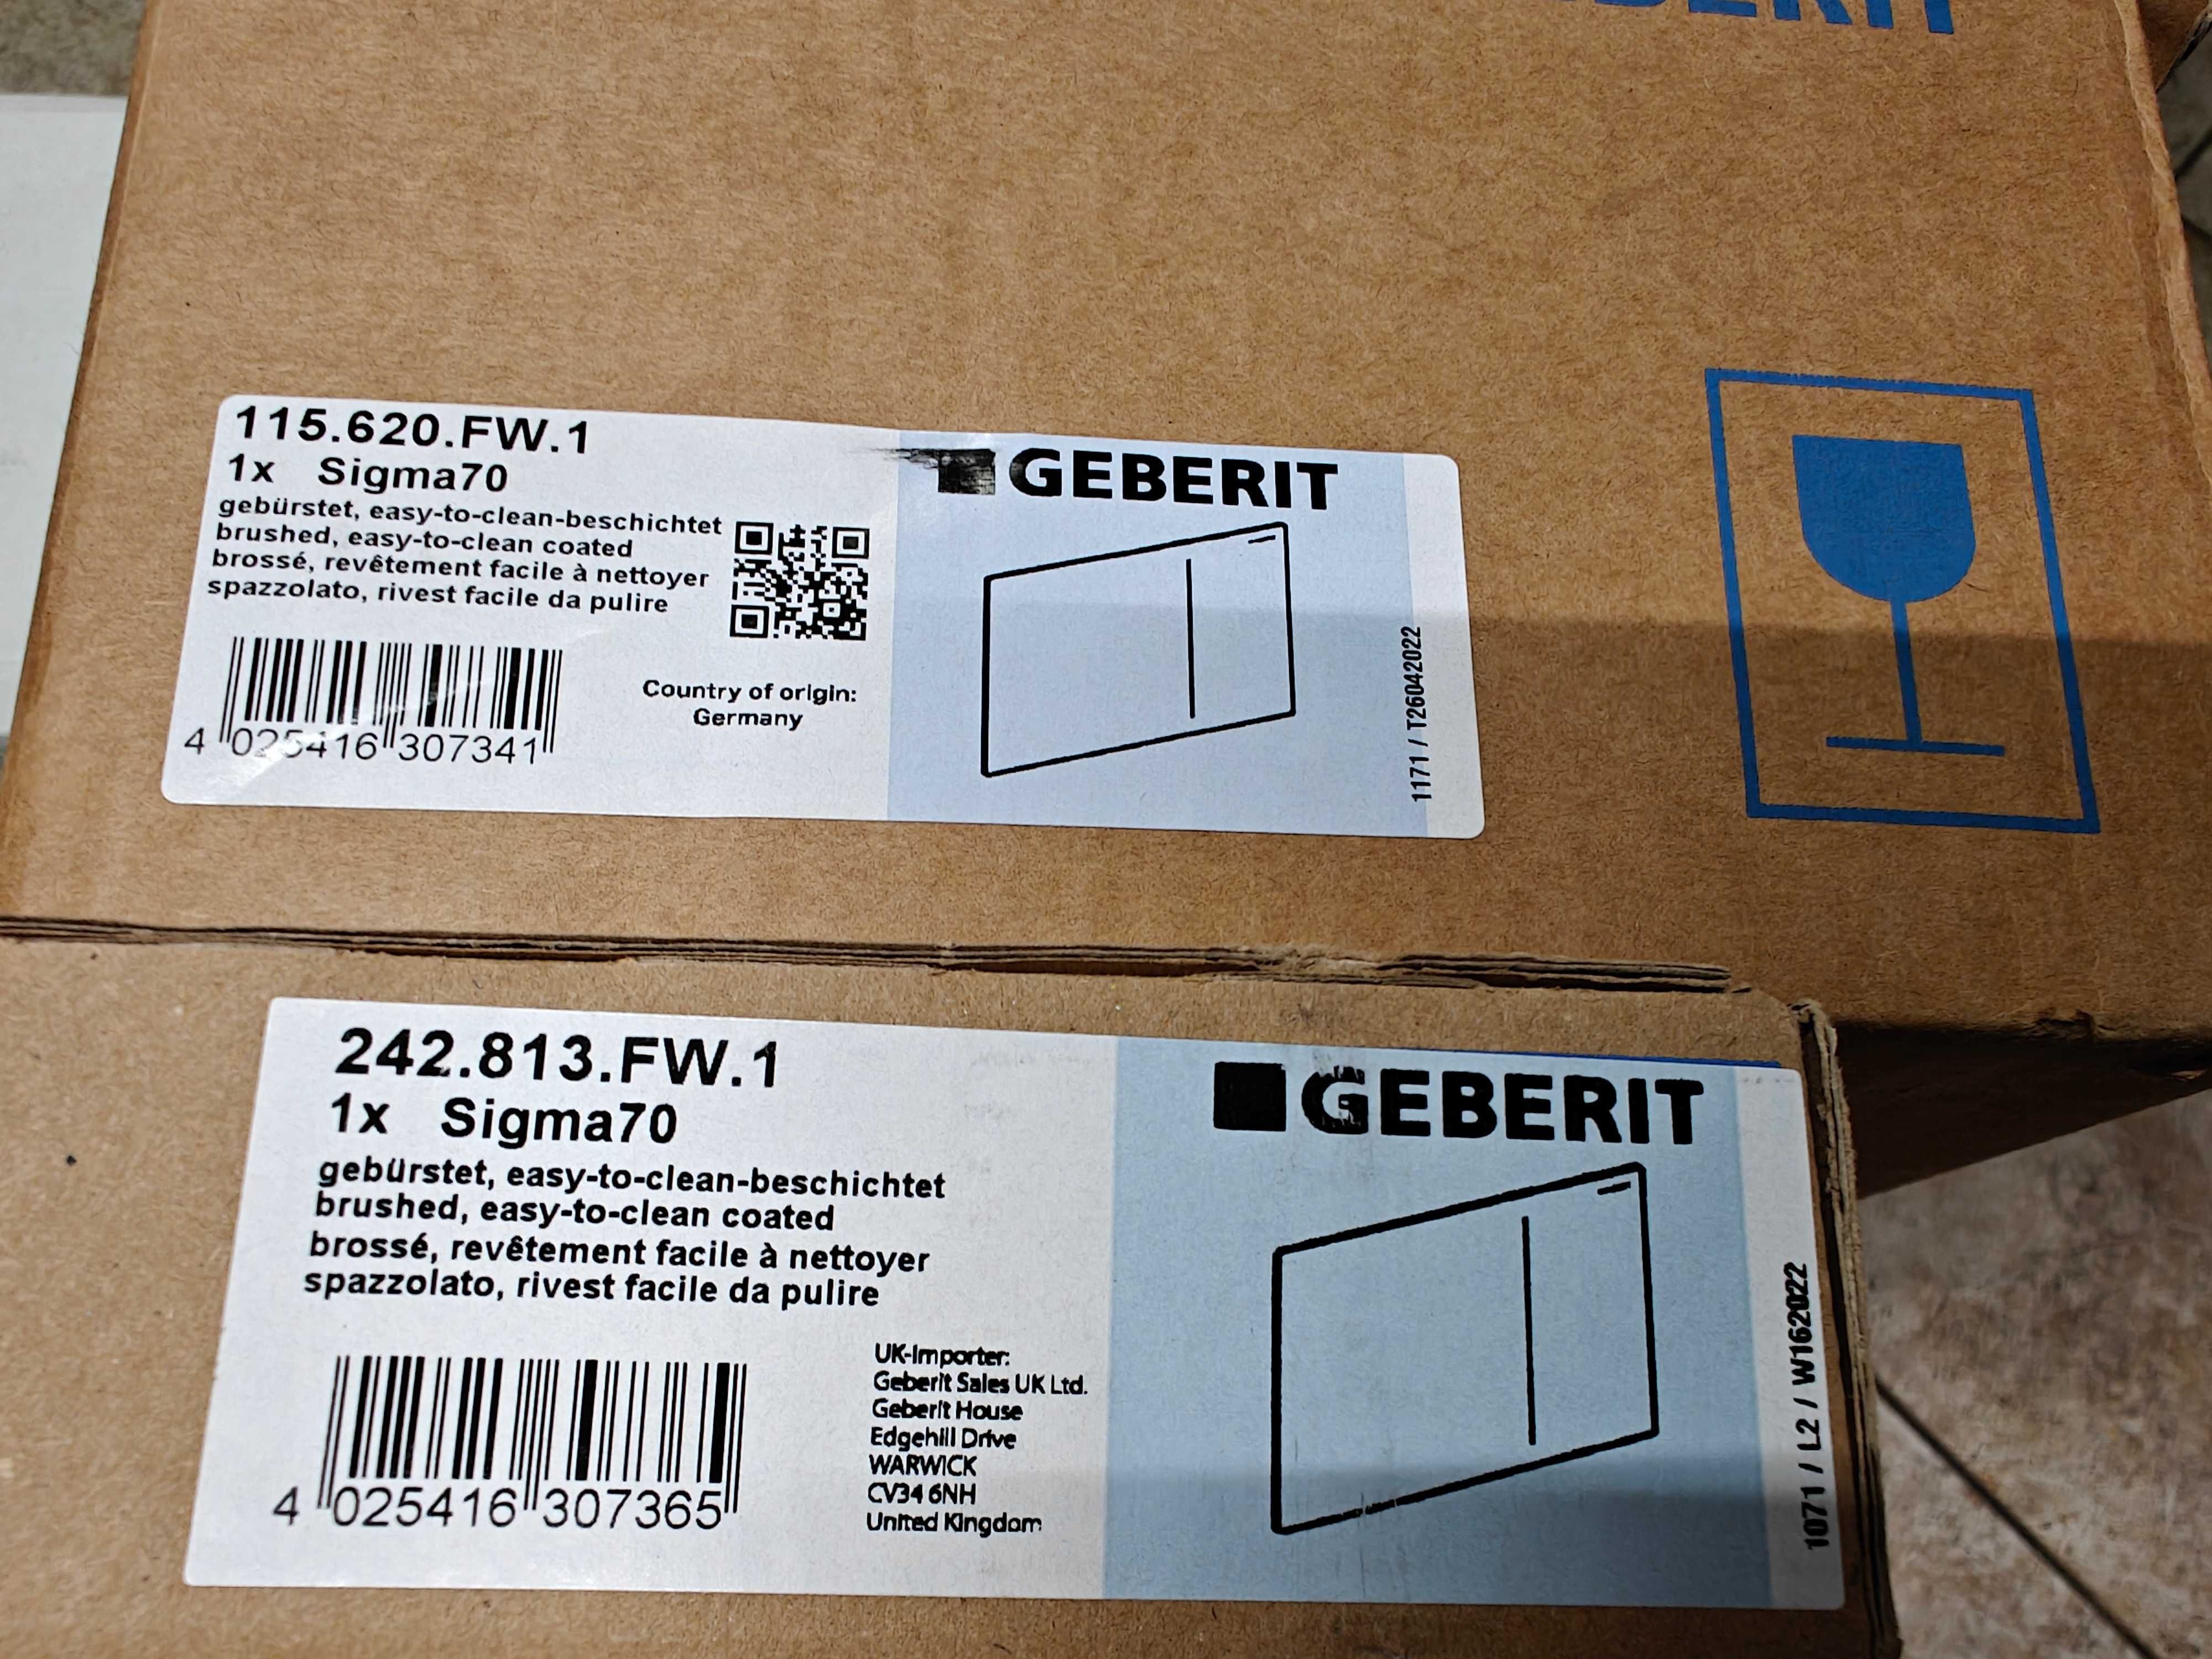 115.620.FW.1
1x Sigma70
gebürstet, easy-to-clean-beschichtet
brushed, easy-to-clean coated
brossé, revêtement facile à nettoyer
spazzolato, rivest facile da pulire
4 025416 307341
Country of origin:
Germany
GEBERIT
1171 / T26042022
242.813.FW.1
1x Sigma70
gebürstet, easy-to-clean-beschichtet
brushed, easy-to-clean coated
brossé, revêtement facile à nettoyer
spazzolato, rivest facile da pulire
4 025416 307365
UK-Importer:
Geberit Sales UK Ltd.
Geberit House
Edgehill Drive
WARWICK
CV34 6NH
United Kingdom
GEBERIT
1071 / L2 / W162022